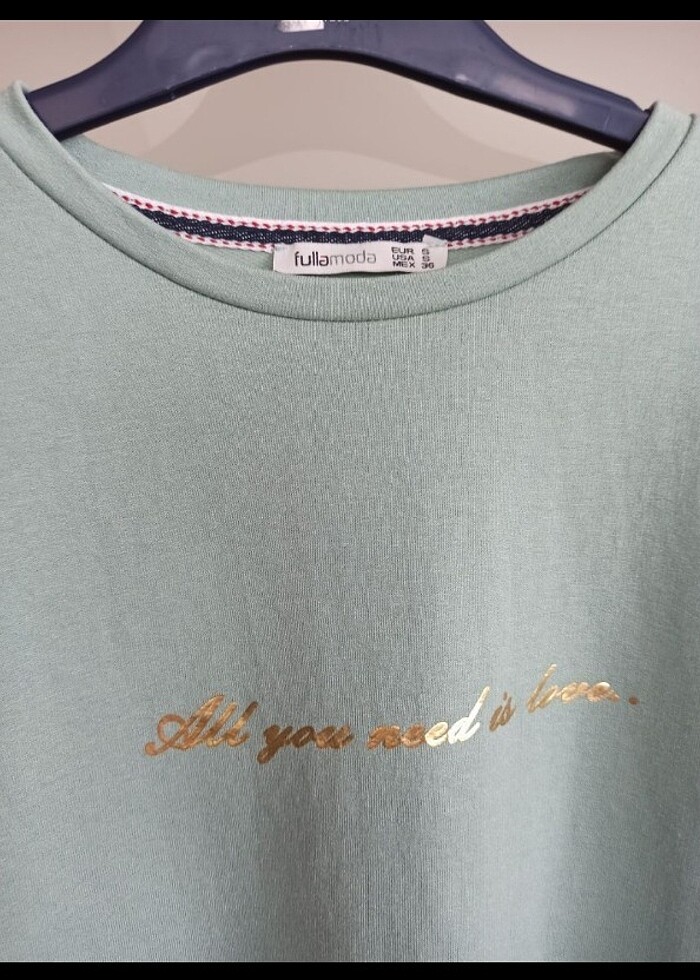 fullamoda
EUR S
USA S
MEX 36
All you need is love.